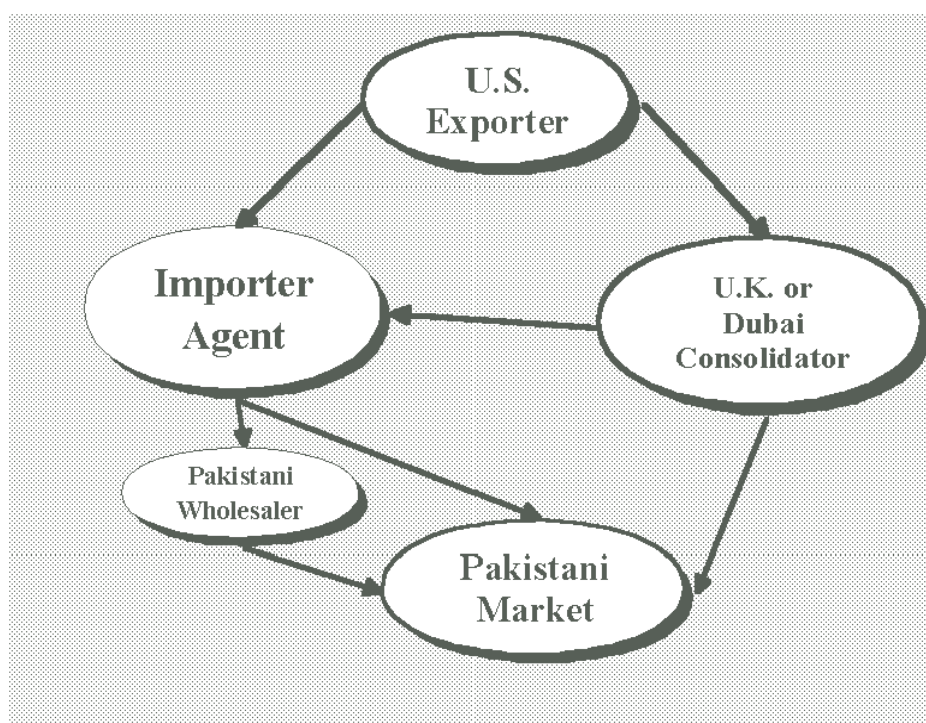 U.S.
Exporter
Importer
Agent
U.K. or
Dubai
Consolidator
Pakistani
Wholesaler
Pakistani
Market